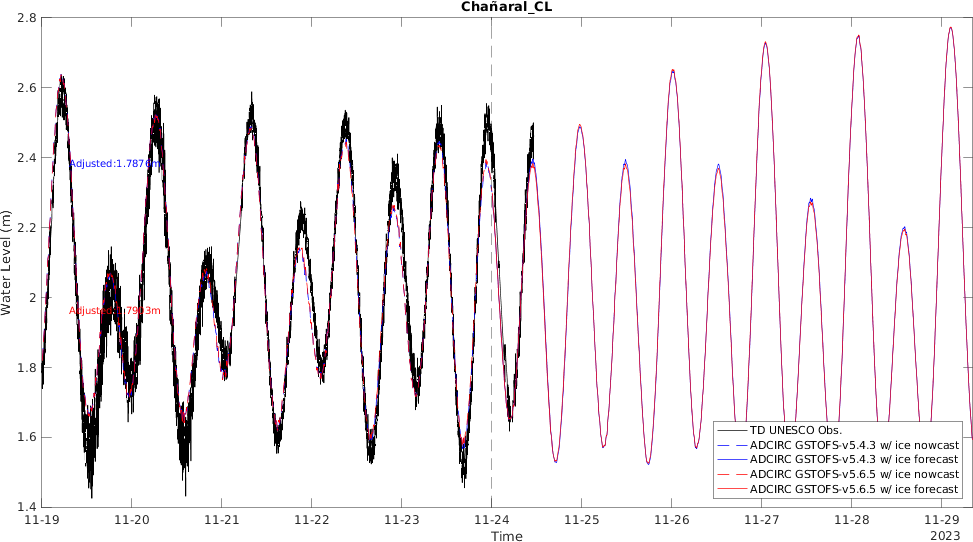 Chañaral_CL
2.8
2.6
2.4
2.2
2
1.8
1.6
1.4
Water Level (m)
Adjusted:1.7876m
TD UNESCO Obs.
ADCIRC GSTOFS-v5.4.3 w/ ice nowcast
ADCIRC GSTOFS-v5.4.3 w/ ice forecast
ADCIRC GSTOFS-v5.6.5 w/ ice nowcast
ADCIRC GSTOFS-v5.6.5 w/ ice forecast
11-19
11-20
11-21
11-22
11-23
11-24
11-25
11-26
11-27
11-28
11-29
Time
2023